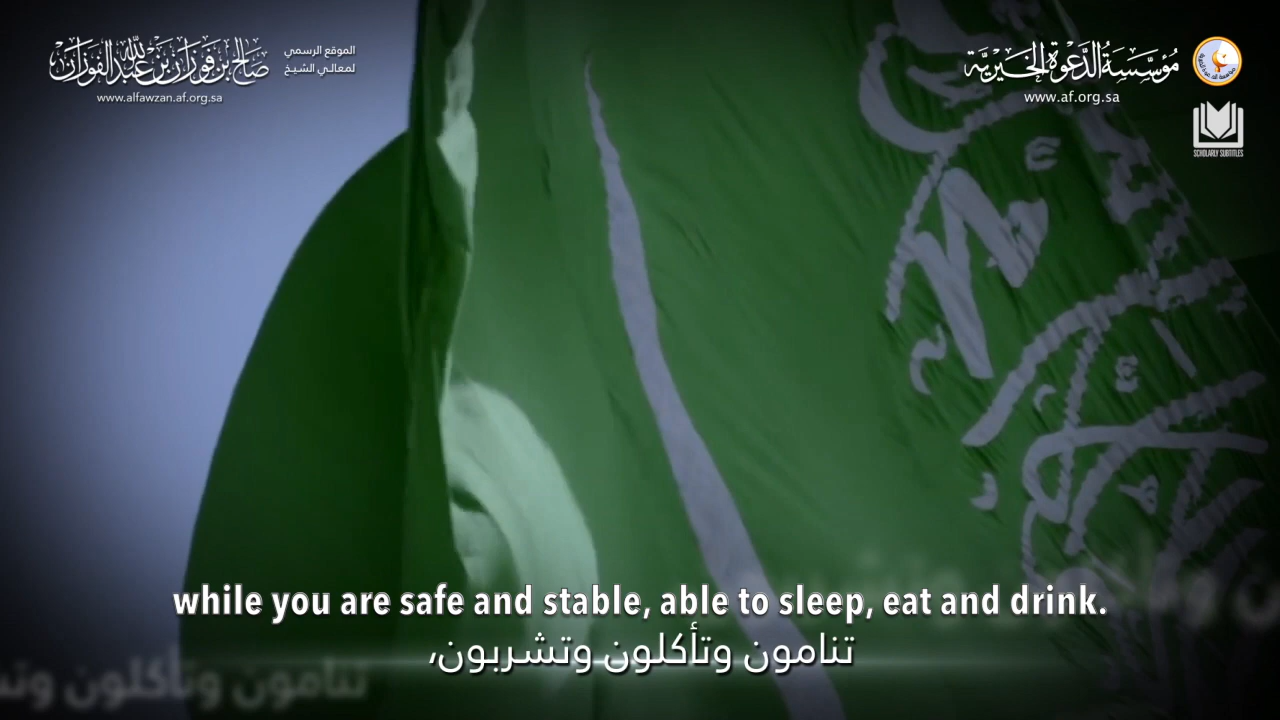 صالح بن فوزان بن عبدالله الفوزان
الموقع الرسمي
لمعالي الشيخ
www.alfawzan.af.org.sa
مؤسسة الدعوة الخيرية
www.af.org.sa
SCHOLARLY SUBTITLES
while you are safe and stable, able to sleep, eat and drink.
تنامون وتأكلون وتشربون،
تنامون وتأكلون